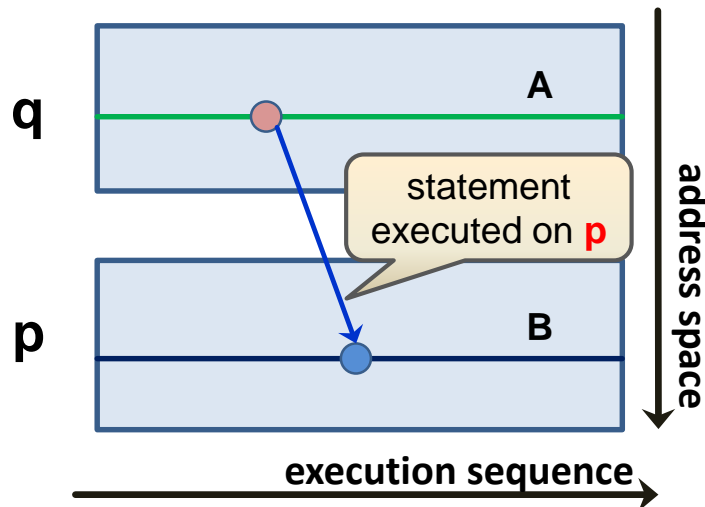 A
q
statement
executed on p
address space
B
p
execution sequence